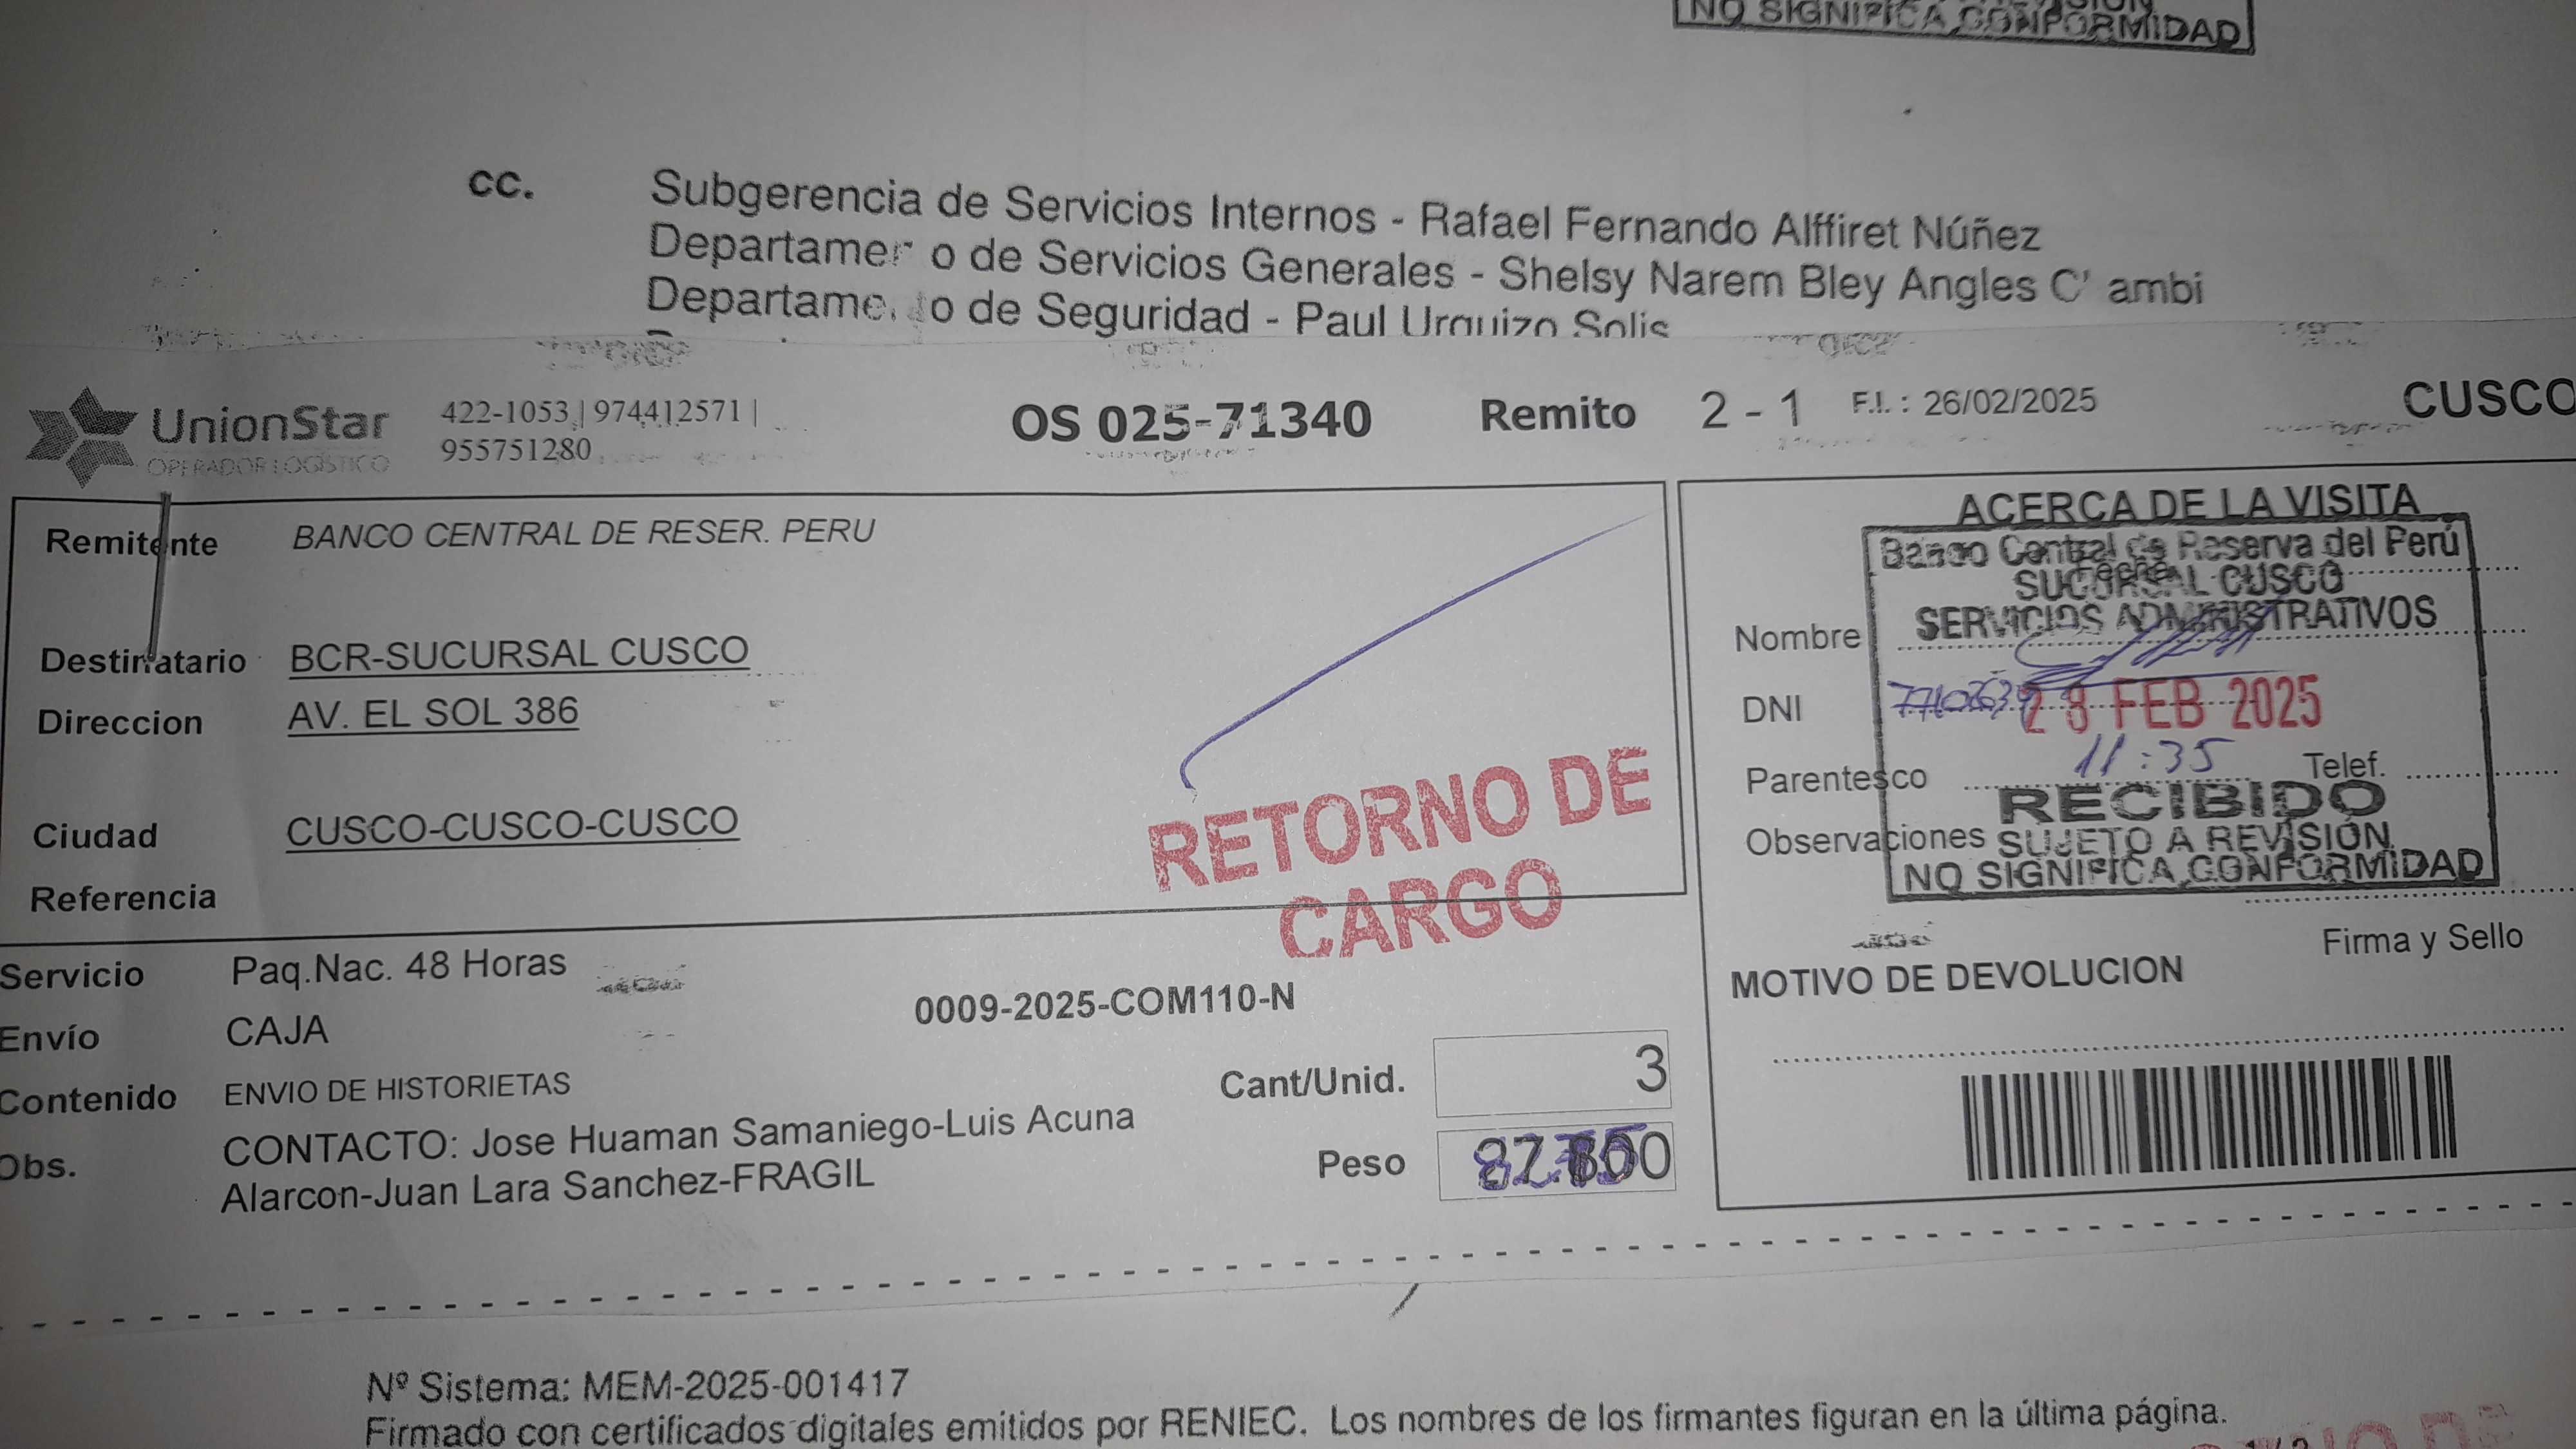 NO SIGNIFICA CONFORMIDAD
cc. Subgerencia de Servicios Internos - Rafael Fernando Alffiret Núñez
Departame o de Servicios Generales - Shelsy Narem Bley Angles C ambi
Departame to de Seguridad - Paul Urquizo Solis
UnionStar
OPERADOR LOGÍSTICO
422-1053 | 974412571 |
955751280
OS 025-71340 Remito 2 - 1 F.I. : 26/02/2025 CUSCO
Remitente BANCO CENTRAL DE RESER. PERU
Destinatario BCR-SUCURSAL CUSCO
Direccion AV. EL SOL 386
Ciudad CUSCO-CUSCO-CUSCO
Referencia
RETORNO DE
CARGO
ACERCA DE LA VISITA
Banco Central de Reserva del Perú
Fecha
SUCURSAL CUSCO
SERVICIOS ADMINISTRATIVOS
Nombre
DNI
28 FEB 2025
11:35
Parentesco Telef.
RECIBIDO
Observaciones SUJETO A REVISIÓN
NO SIGNIFICA CONFORMIDAD
Firma y Sello
MOTIVO DE DEVOLUCION
Servicio Paq.Nac. 48 Horas
0009-2025-COM110-N
Envío CAJA
Contenido ENVIO DE HISTORIETAS
Cant/Unid. 3
Obs. CONTACTO: Jose Huaman Samaniego-Luis Acuna
Alarcon-Juan Lara Sanchez-FRAGIL
Peso
Nº Sistema: MEM-2025-001417
Firmado con certificados digitales emitidos por RENIEC. Los nombres de los firmantes figuran en la última página.